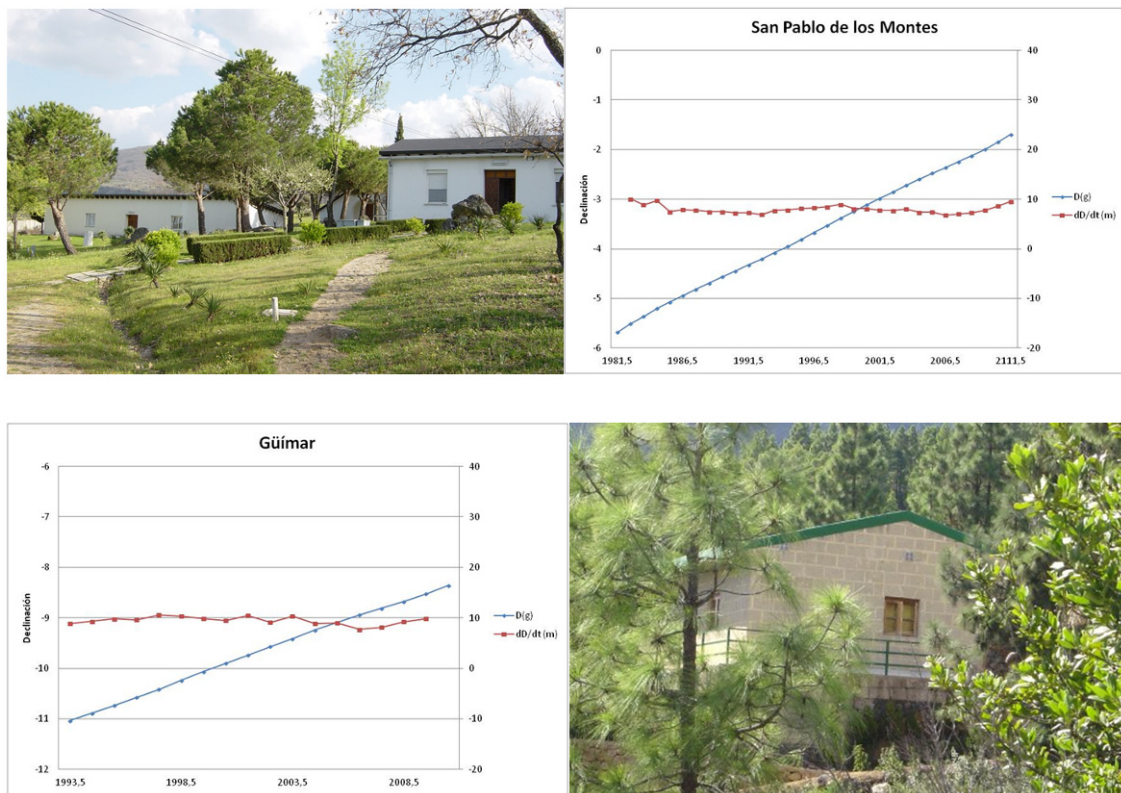 San Pablo de los Montes
0
-1
-2
-3
-4
-5
-6
Declinación
40
30
20
10
0
-10
-20
D(g)
dD/dt (m)
1981,5 1986,5 1991,5 1996,5 2001,5 2006,5 2111,5
Güímar
-6
-7
-8
-9
-10
-11
-12
Declinación
40
30
20
10
0
-10
-20
D(g)
dD/dt (m)
1993,5 1998,5 2003,5 2008,5